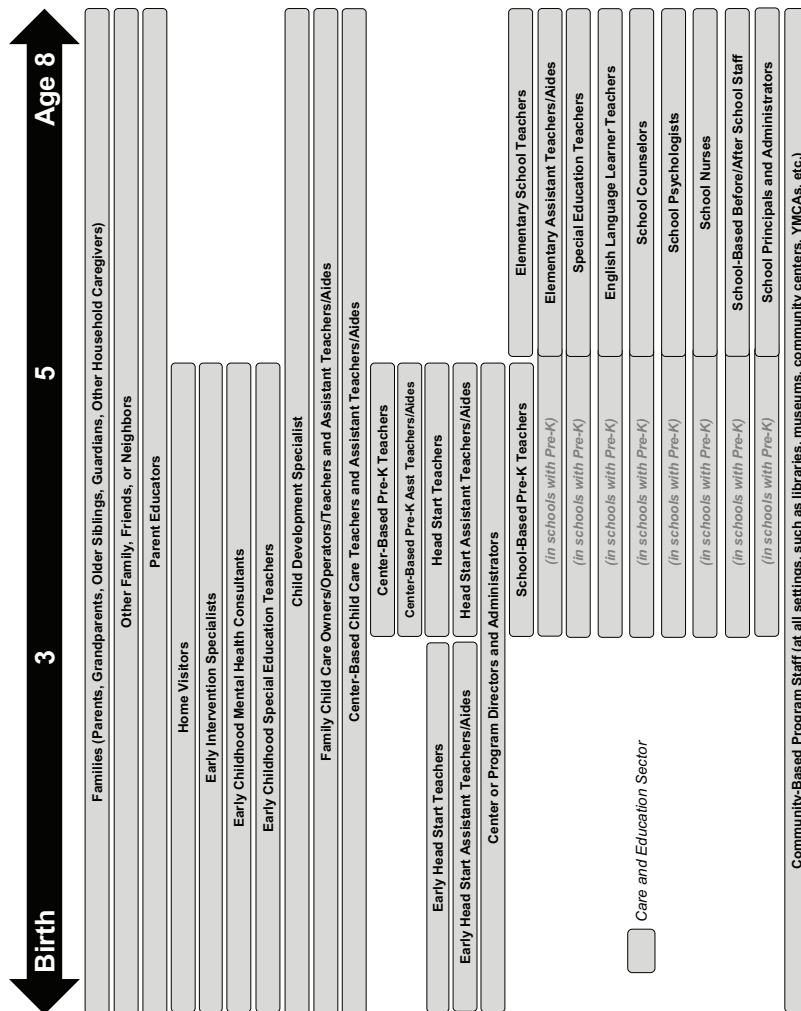 Birth 3 5 Age 8
Families (Parents, Grandparents, Older Siblings, Guardians, Other Household Caregivers)
Other Family, Friends, or Neighbors
Parent Educators
Home Visitors
Early Intervention Specialists
Early Childhood Mental Health Consultants
Early Childhood Special Education Teachers
Child Development Specialist
Family Child Care Owners/Operators/Teachers and Assistant Teachers/Aides
Center-Based Child Care Teachers and Assistant Teachers/Aides
Center-Based Pre-K Teachers
Center-Based Pre-K Asst Teachers/Aides
Early Head Start Teachers Head Start Teachers
Early Head Start Assistant Teachers/Aides Head Start Assistant Teachers/Aides
Center or Program Directors and Administrators
School-Based Pre-K Teachers Elementary School Teachers
(in schools with Pre-K) Elementary Assistant Teachers/Aides
(in schools with Pre-K) Special Education Teachers
(in schools with Pre-K) English Language Learner Teachers
(in schools with Pre-K) School Counselors
(in schools with Pre-K) School Psychologists
(in schools with Pre-K) School Nurses
(in schools with Pre-K) School-Based Before/After School Staff
(in schools with Pre-K) School Principals and Administrators
Community-Based Program Staff (at all settings, such as libraries, museums, community centers, YMCAs, etc.)
Care and Education Sector